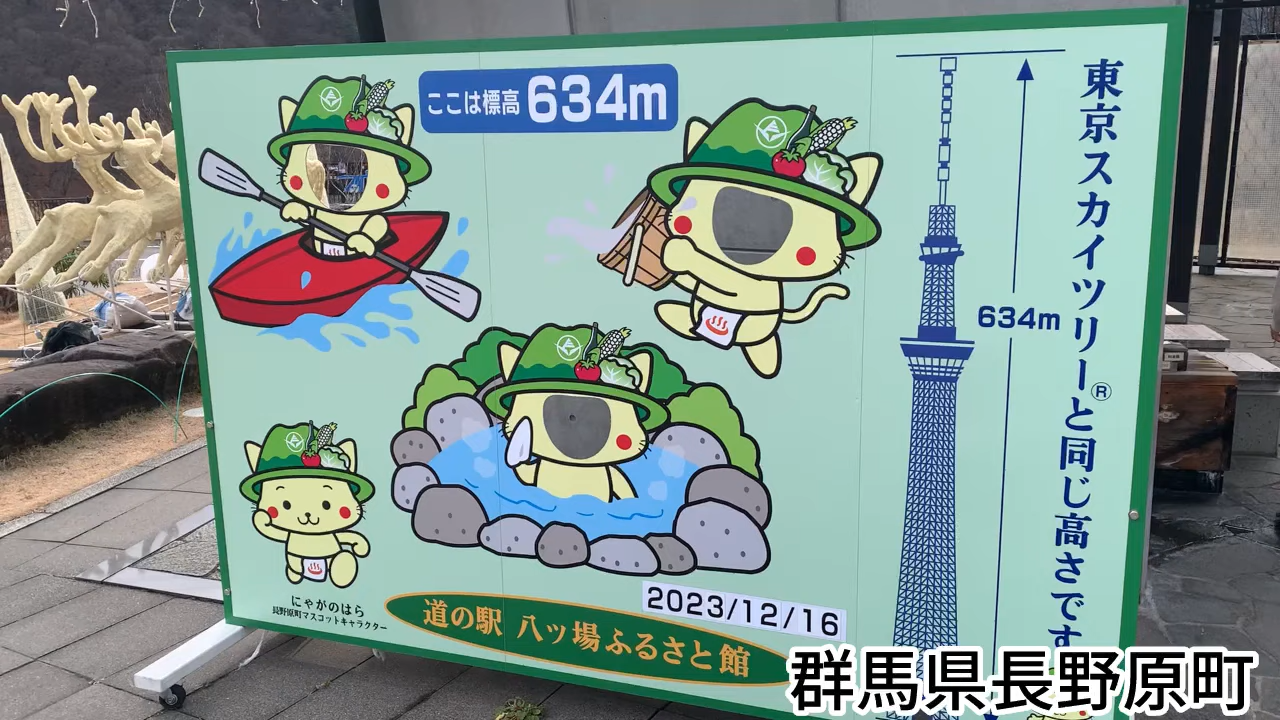 ここは標高 634m
東京スカイツリー®と同じ高さです
634m
にゃがのはら
長野原町マスコットキャラクター
2023/12/16
道の駅 八ッ場ふるさと館
群馬県長野原町